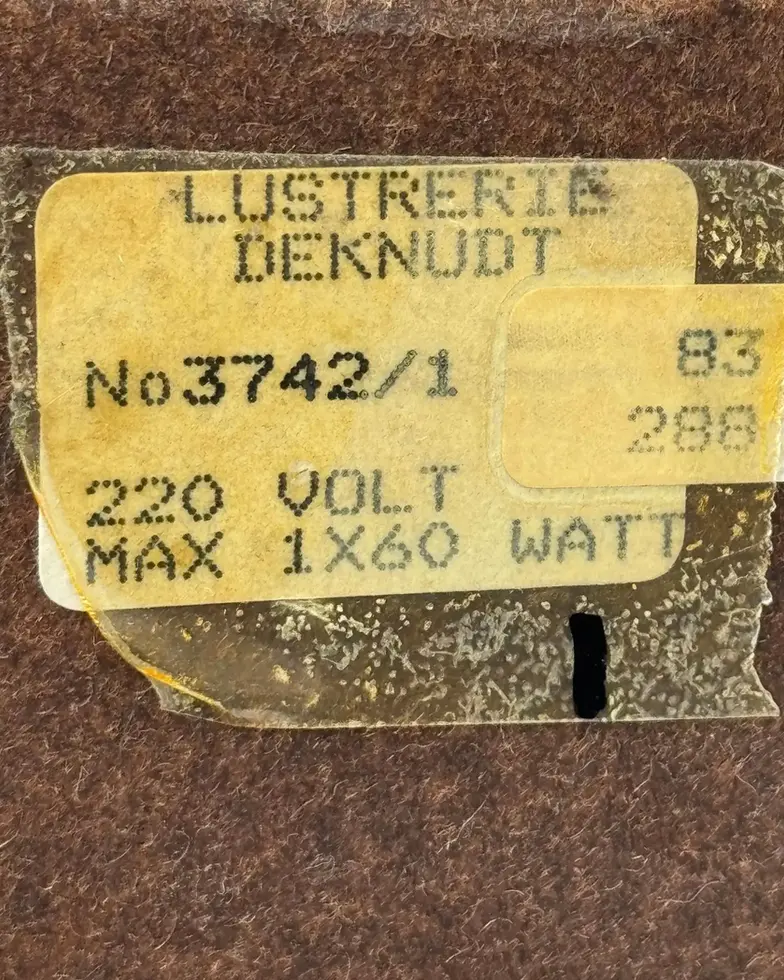 LUSTRERIE
DEKNUDT
No3742/1
83
288
220 VOLT
MAX 1X60 WATT